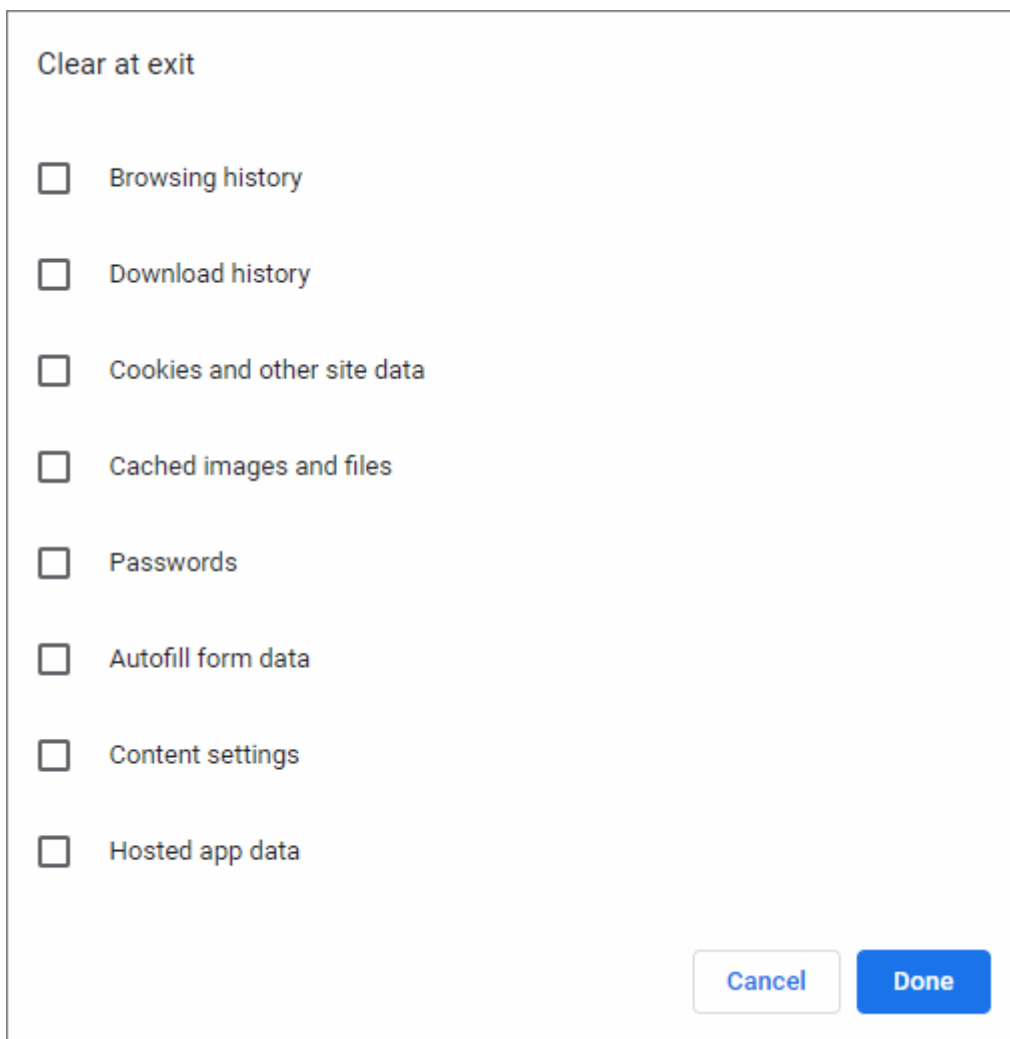 Clear at exit
Browsing history
Download history
Cookies and other site data
Cached images and files
Passwords
Autofill form data
Content settings
Hosted app data
Cancel Done